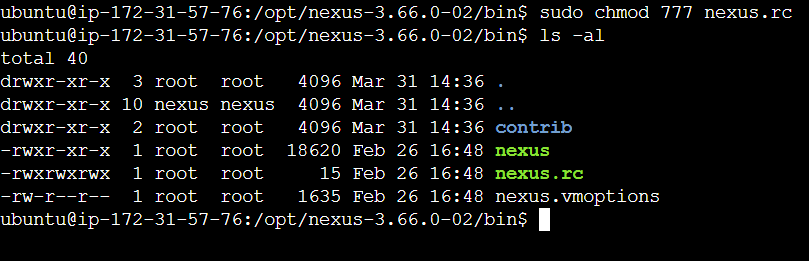 ubuntu@ip-172-31-57-76:/opt/nexus-3.66.0-02/bin$ sudo chmod 777 nexus.rc
ubuntu@ip-172-31-57-76:/opt/nexus-3.66.0-02/bin$ ls -al
total 40
drwxr-xr-x  3 root  root   4096 Mar 31 14:36 .
drwxr-xr-x 10 nexus nexus  4096 Mar 31 14:36 ..
drwxr-xr-x  2 root  root   4096 Mar 31 14:36 contrib
-rwxr-xr-x  1 root  root  18620 Feb 26 16:48 nexus
-rwxrwxrwx  1 root  root     15 Feb 26 16:48 nexus.rc
-rw-r--r--  1 root  root   1635 Feb 26 16:48 nexus.vmoptions
ubuntu@ip-172-31-57-76:/opt/nexus-3.66.0-02/bin$